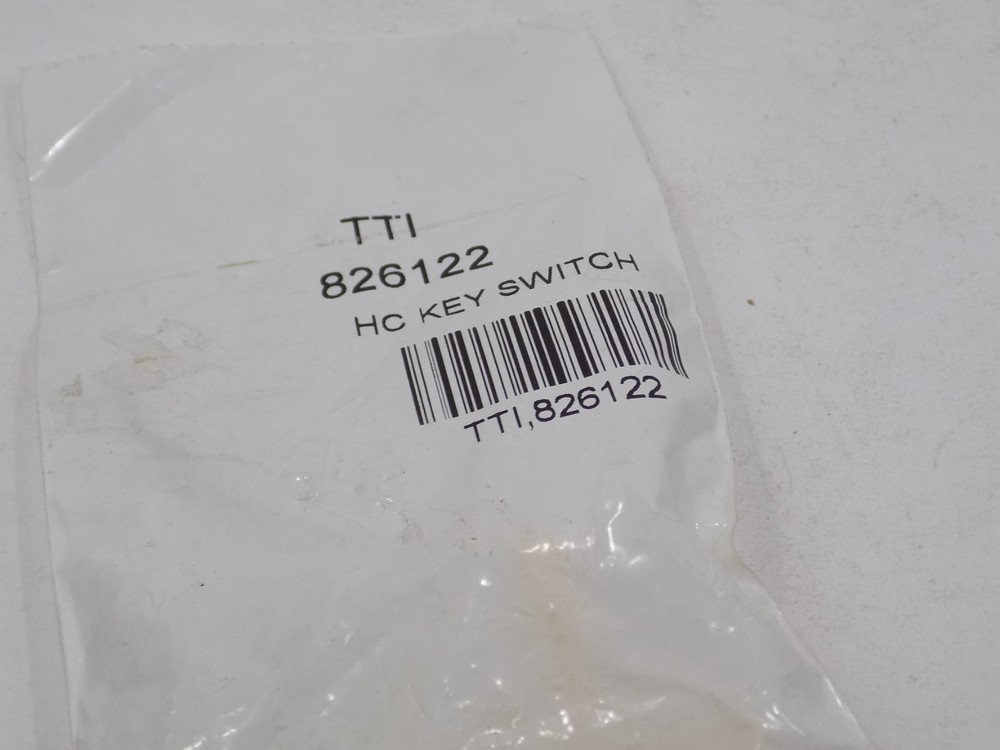 TTI
826122
HC KEY SWITCH
TTI,826122